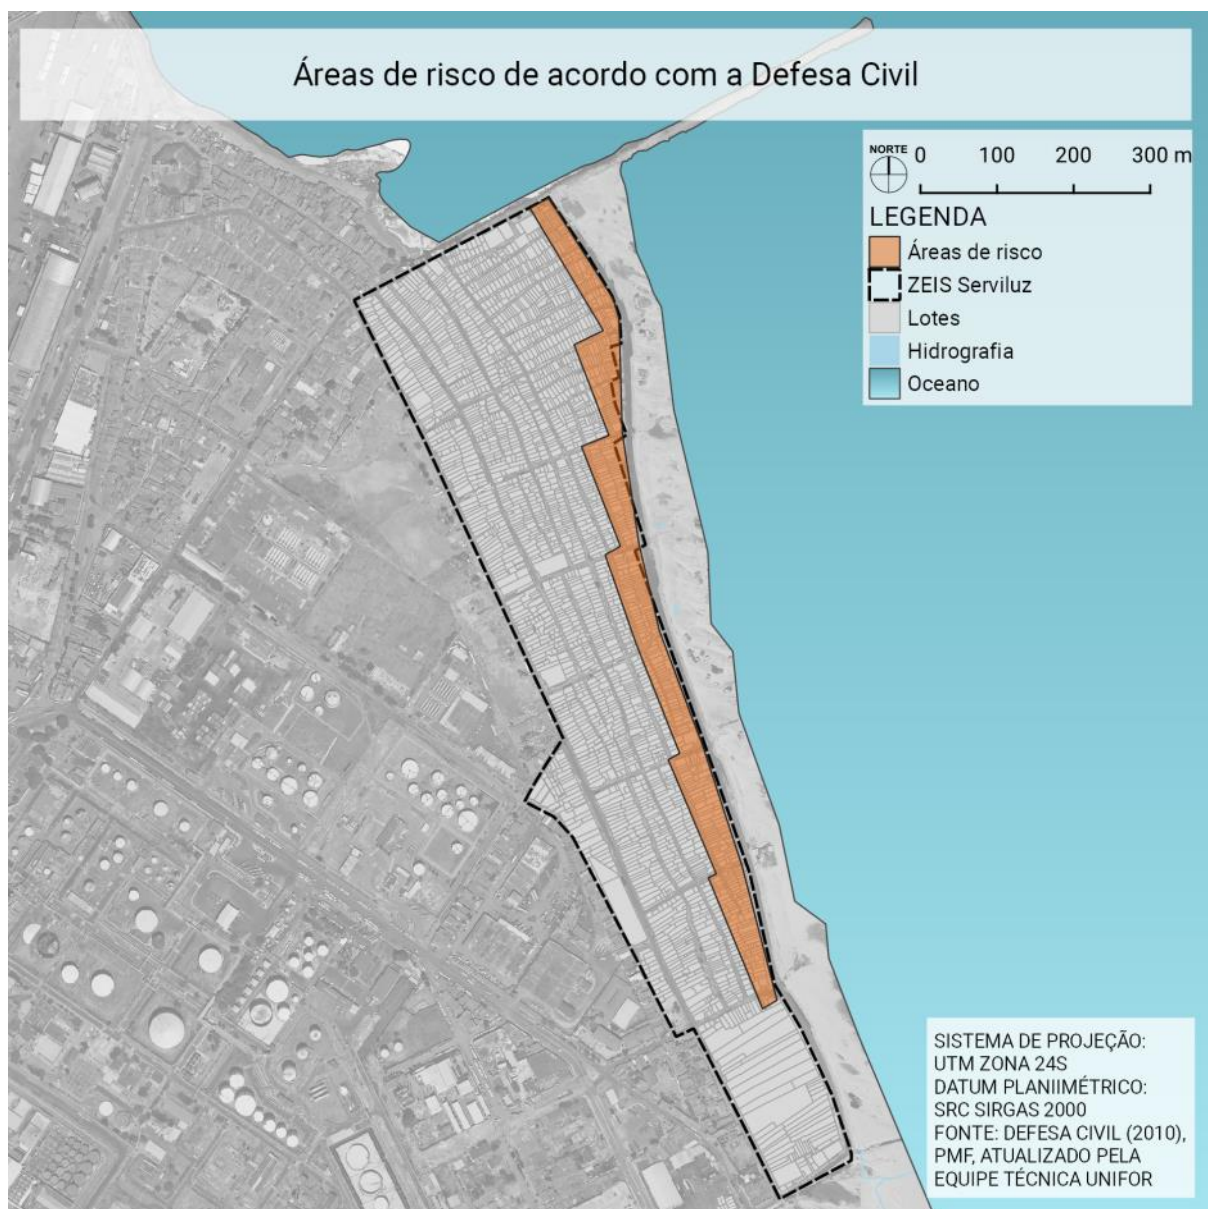 Áreas de risco de acordo com a Defesa Civil
NORTE 0 100 200 300 m
LEGENDA
Áreas de risco
ZEIS Serviluz
Lotes
Hidrografia
Oceano
SISTEMA DE PROJEÇÃO:
UTM ZONA 24S
DATUM PLANIIMÉTRICO:
SRC SIRGAS 2000
FONTE: DEFESA CIVIL (2010),
PMF, ATUALIZADO PELA
EQUIPE TÉCNICA UNIFOR